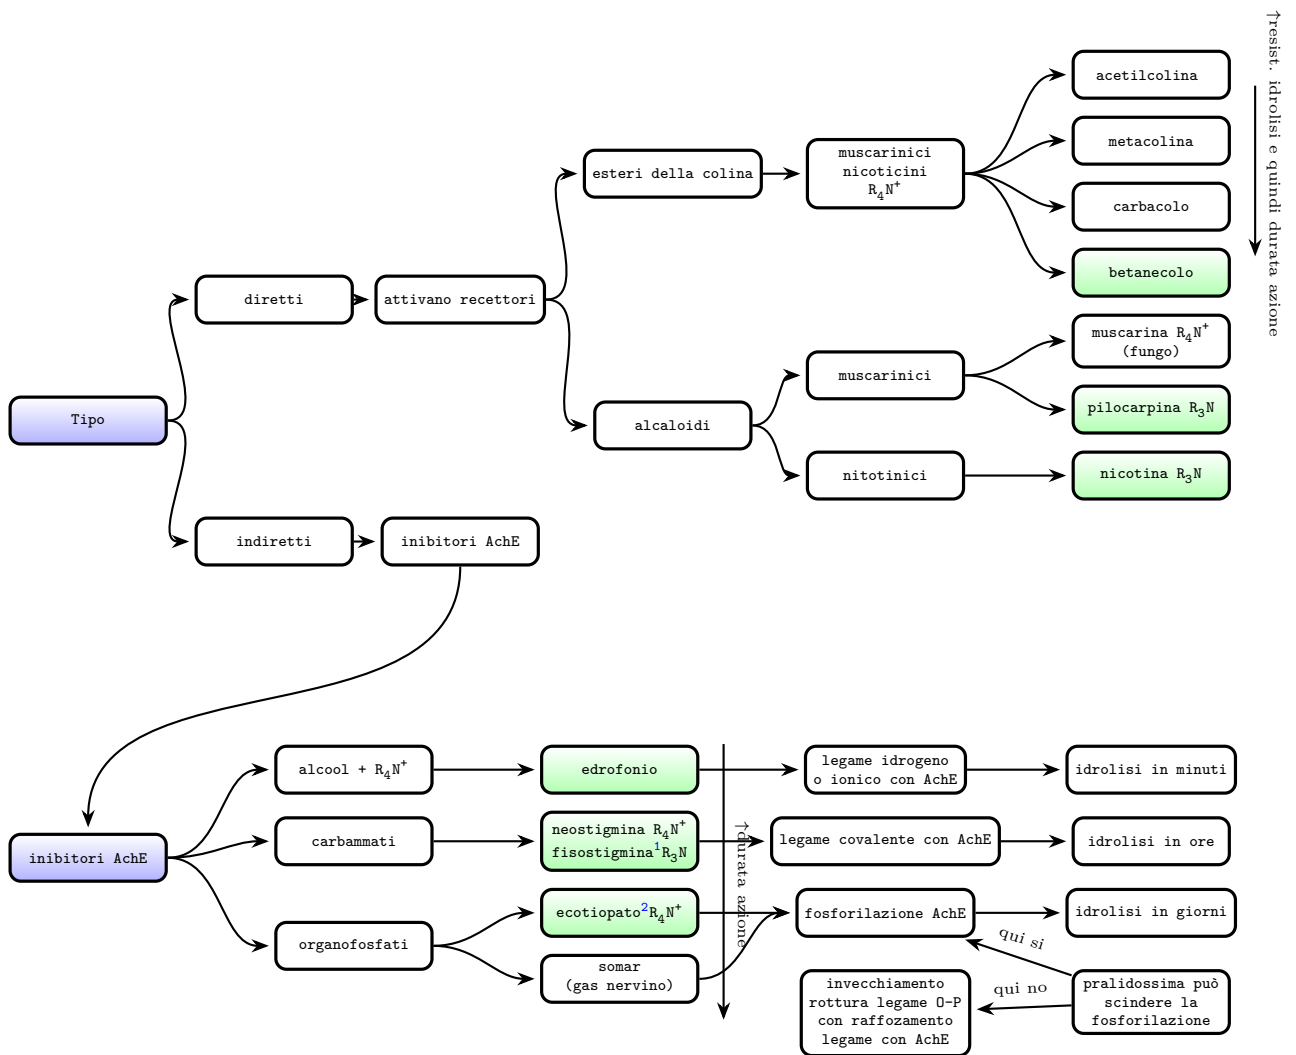 ↑resist. idrolisi e quindi durata azione
acetilcolina
metacolina
carbacolo
betanecolo
muscarinici
nicoticini
R₄N⁺
esteri della colina
diretti
attivano recettori
muscarina R₄N⁺
(fungo)
muscarinici
pilocarpina R₃N
Tipo
alcaloidi
nitotinici
nicotina R₃N
indiretti
inibitori AchE
alcool + R₄N⁺
edrofonio
legame idrogeno
o ionico con AchE
idrolisi in minuti
carbammati
neostigmina R₄N⁺
fisostigmina¹R₃N
↑durata azione
legame covalente con AchE
idrolisi in ore
inibitori AchE
ecotiopato²R₄N⁺
fosforilazione AchE
idrolisi in giorni
organofosfati
somar
(gas nervino)
qui si
qui no
invecchiamento
rottura legame O-P
con raffozamento
legame con AchE
pralidossima può
scindere la
fosforilazione